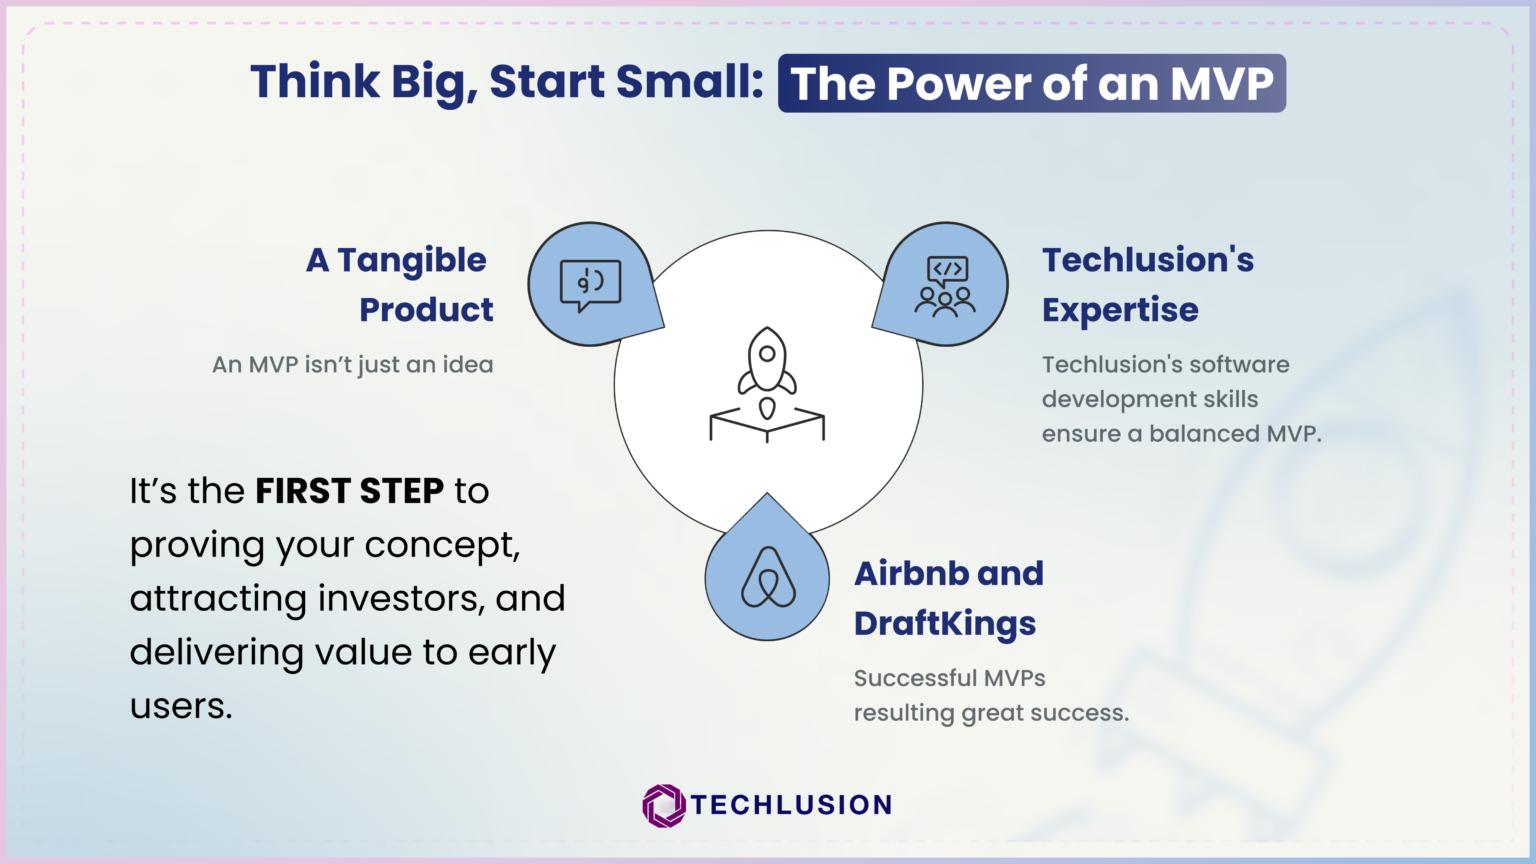 Think Big, Start Small: The Power of an MVP
A Tangible
Product
An MVP isn’t just an idea
It’s the FIRST STEP to
proving your concept,
attracting investors, and
delivering value to early
users.
</>
Techlusion's
Expertise
Techlusion's software
development skills
ensure a balanced MVP.
Airbnb and
DraftKings
Successful MVPs
resulting great success.
TECHLUSION